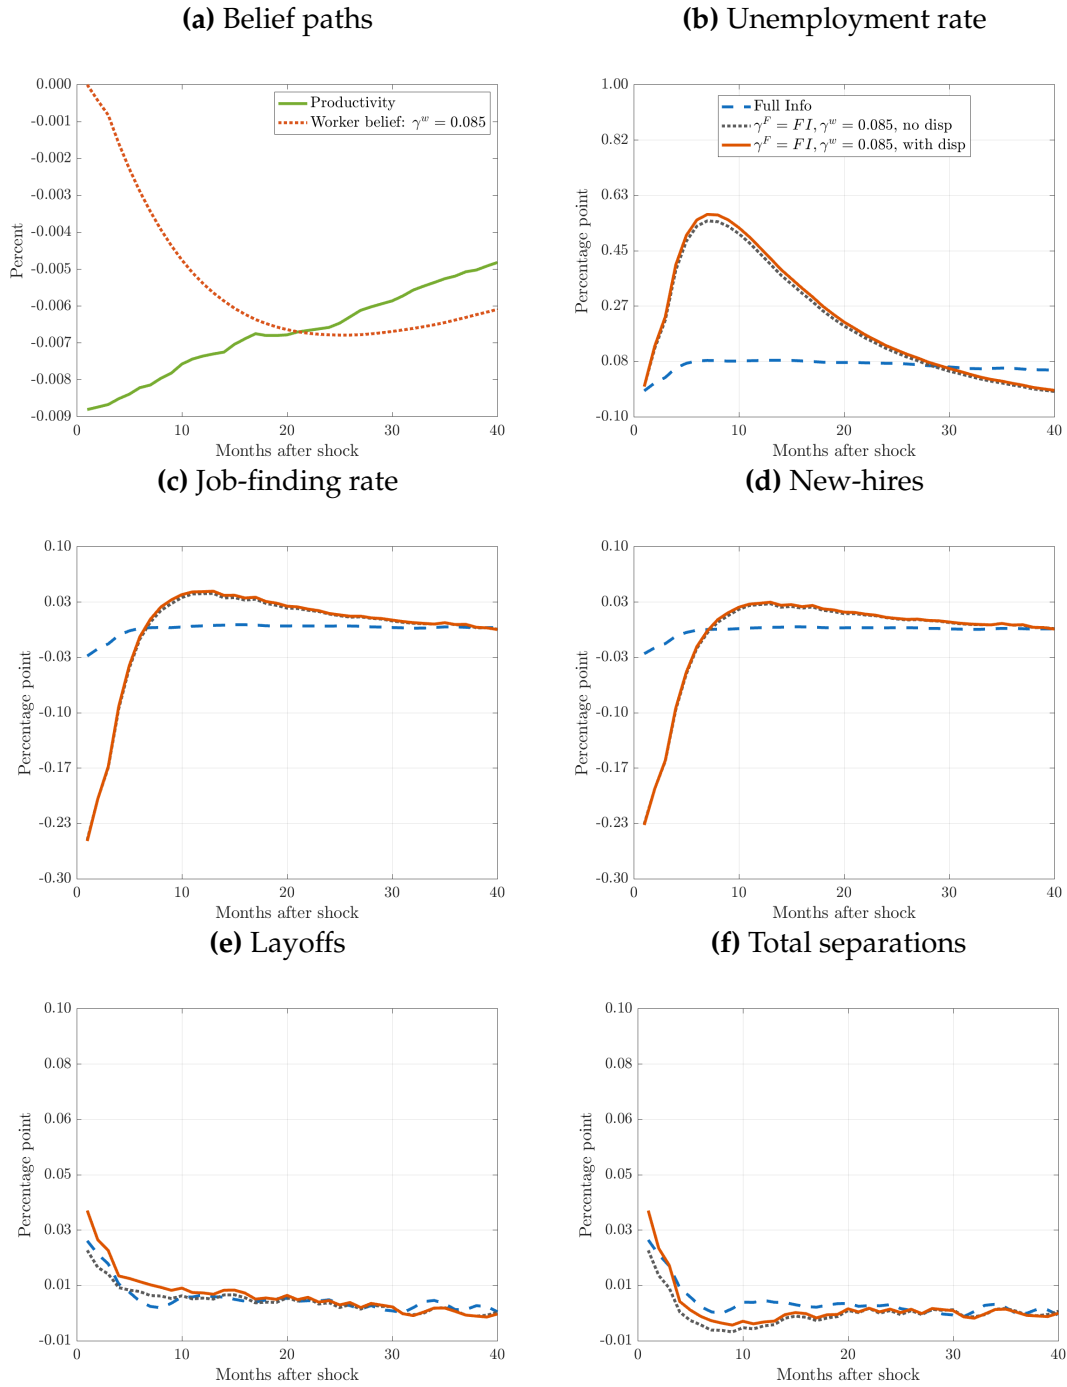 (a) Belief paths
0.000
-0.001
-0.002
-0.003
-0.004
-0.005
-0.006
-0.007
-0.008
-0.009
Percent
Productivity
Worker belief: γ^w = 0.085
0 10 20 30 40
Months after shock
(b) Unemployment rate
1.00
0.82
0.63
0.45
0.27
0.08
-0.10
Percentage point
Full Info
γ^F = FI, γ^w = 0.085, no disp
γ^F = FI, γ^w = 0.085, with disp
0 10 20 30 40
Months after shock
(c) Job-finding rate
0.10
0.03
-0.03
-0.10
-0.17
-0.23
-0.30
Percentage point
0 10 20 30 40
Months after shock
(d) New-hires
0.10
0.03
-0.03
-0.10
-0.17
-0.23
-0.30
Percentage point
0 10 20 30 40
Months after shock
(e) Layoffs
0.10
0.08
0.06
0.05
0.03
0.01
-0.01
Percentage point
0 10 20 30 40
Months after shock
(f) Total separations
0.10
0.08
0.06
0.05
0.03
0.01
-0.01
Percentage point
0 10 20 30 40
Months after shock